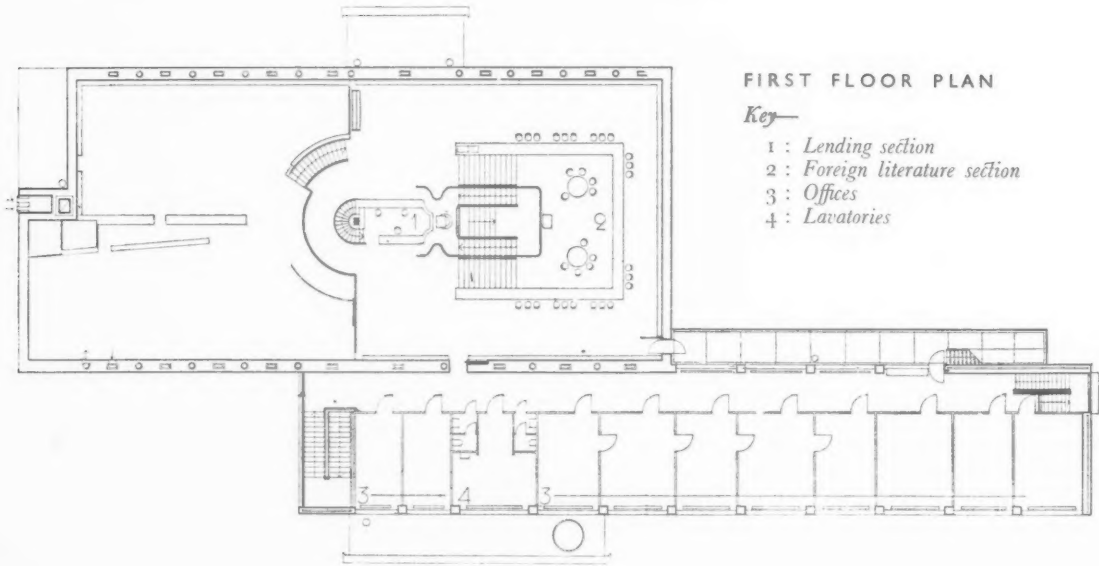 FIRST FLOOR PLAN
Key—
1 : Lending section
2 : Foreign literature section
3 : Offices
4 : Lavatories
1
2
3
4
3